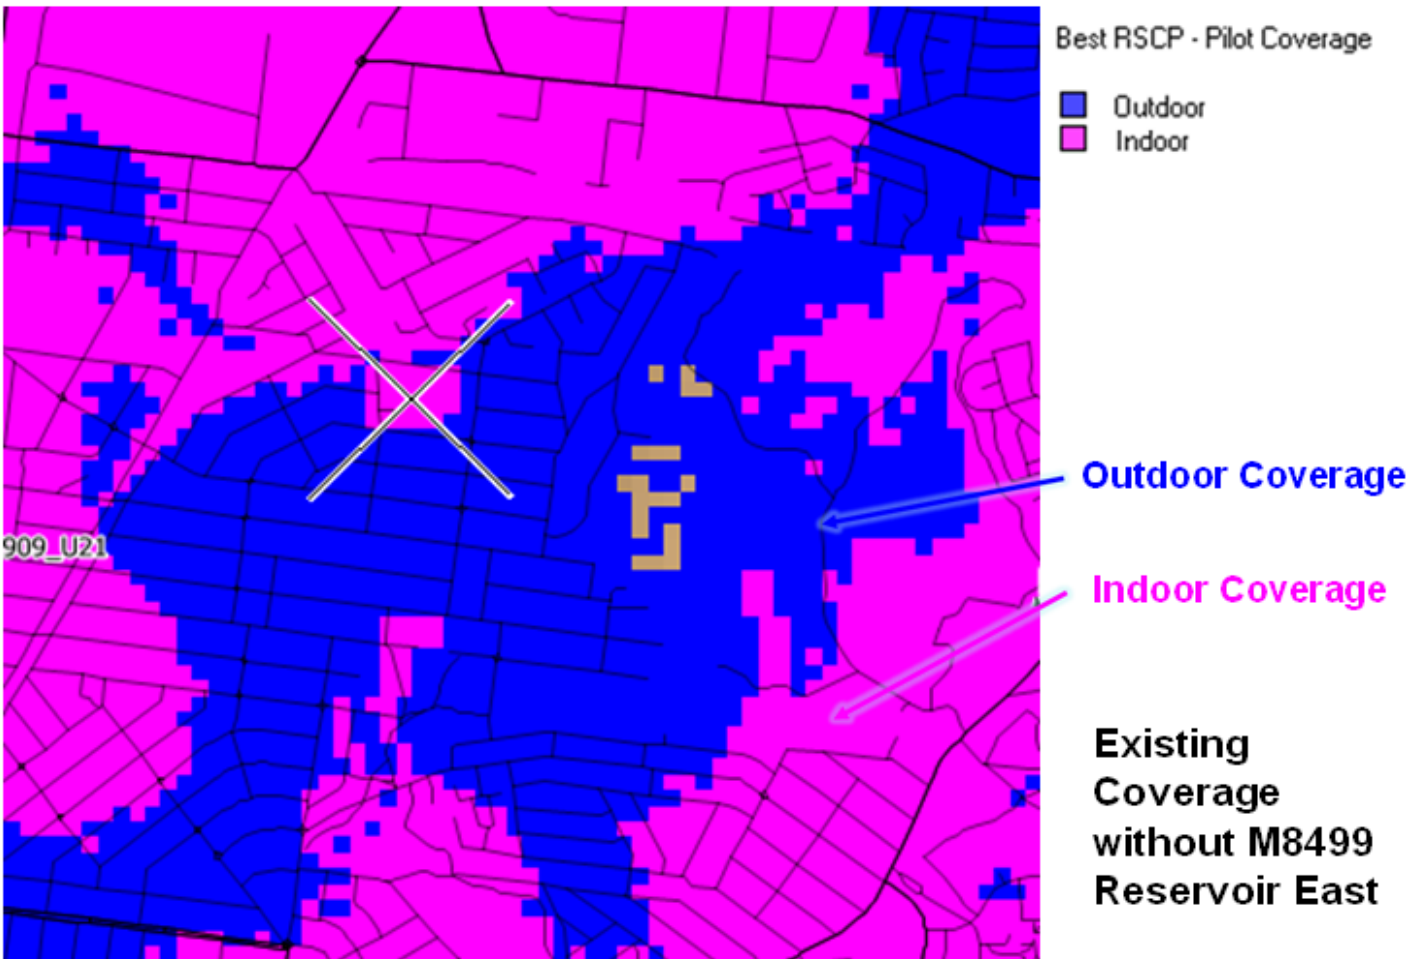 Best RSCP - Pilot Coverage
Outdoor
Indoor
Outdoor Coverage
909_U21
Indoor Coverage
Existing
Coverage
without M8499
Reservoir East